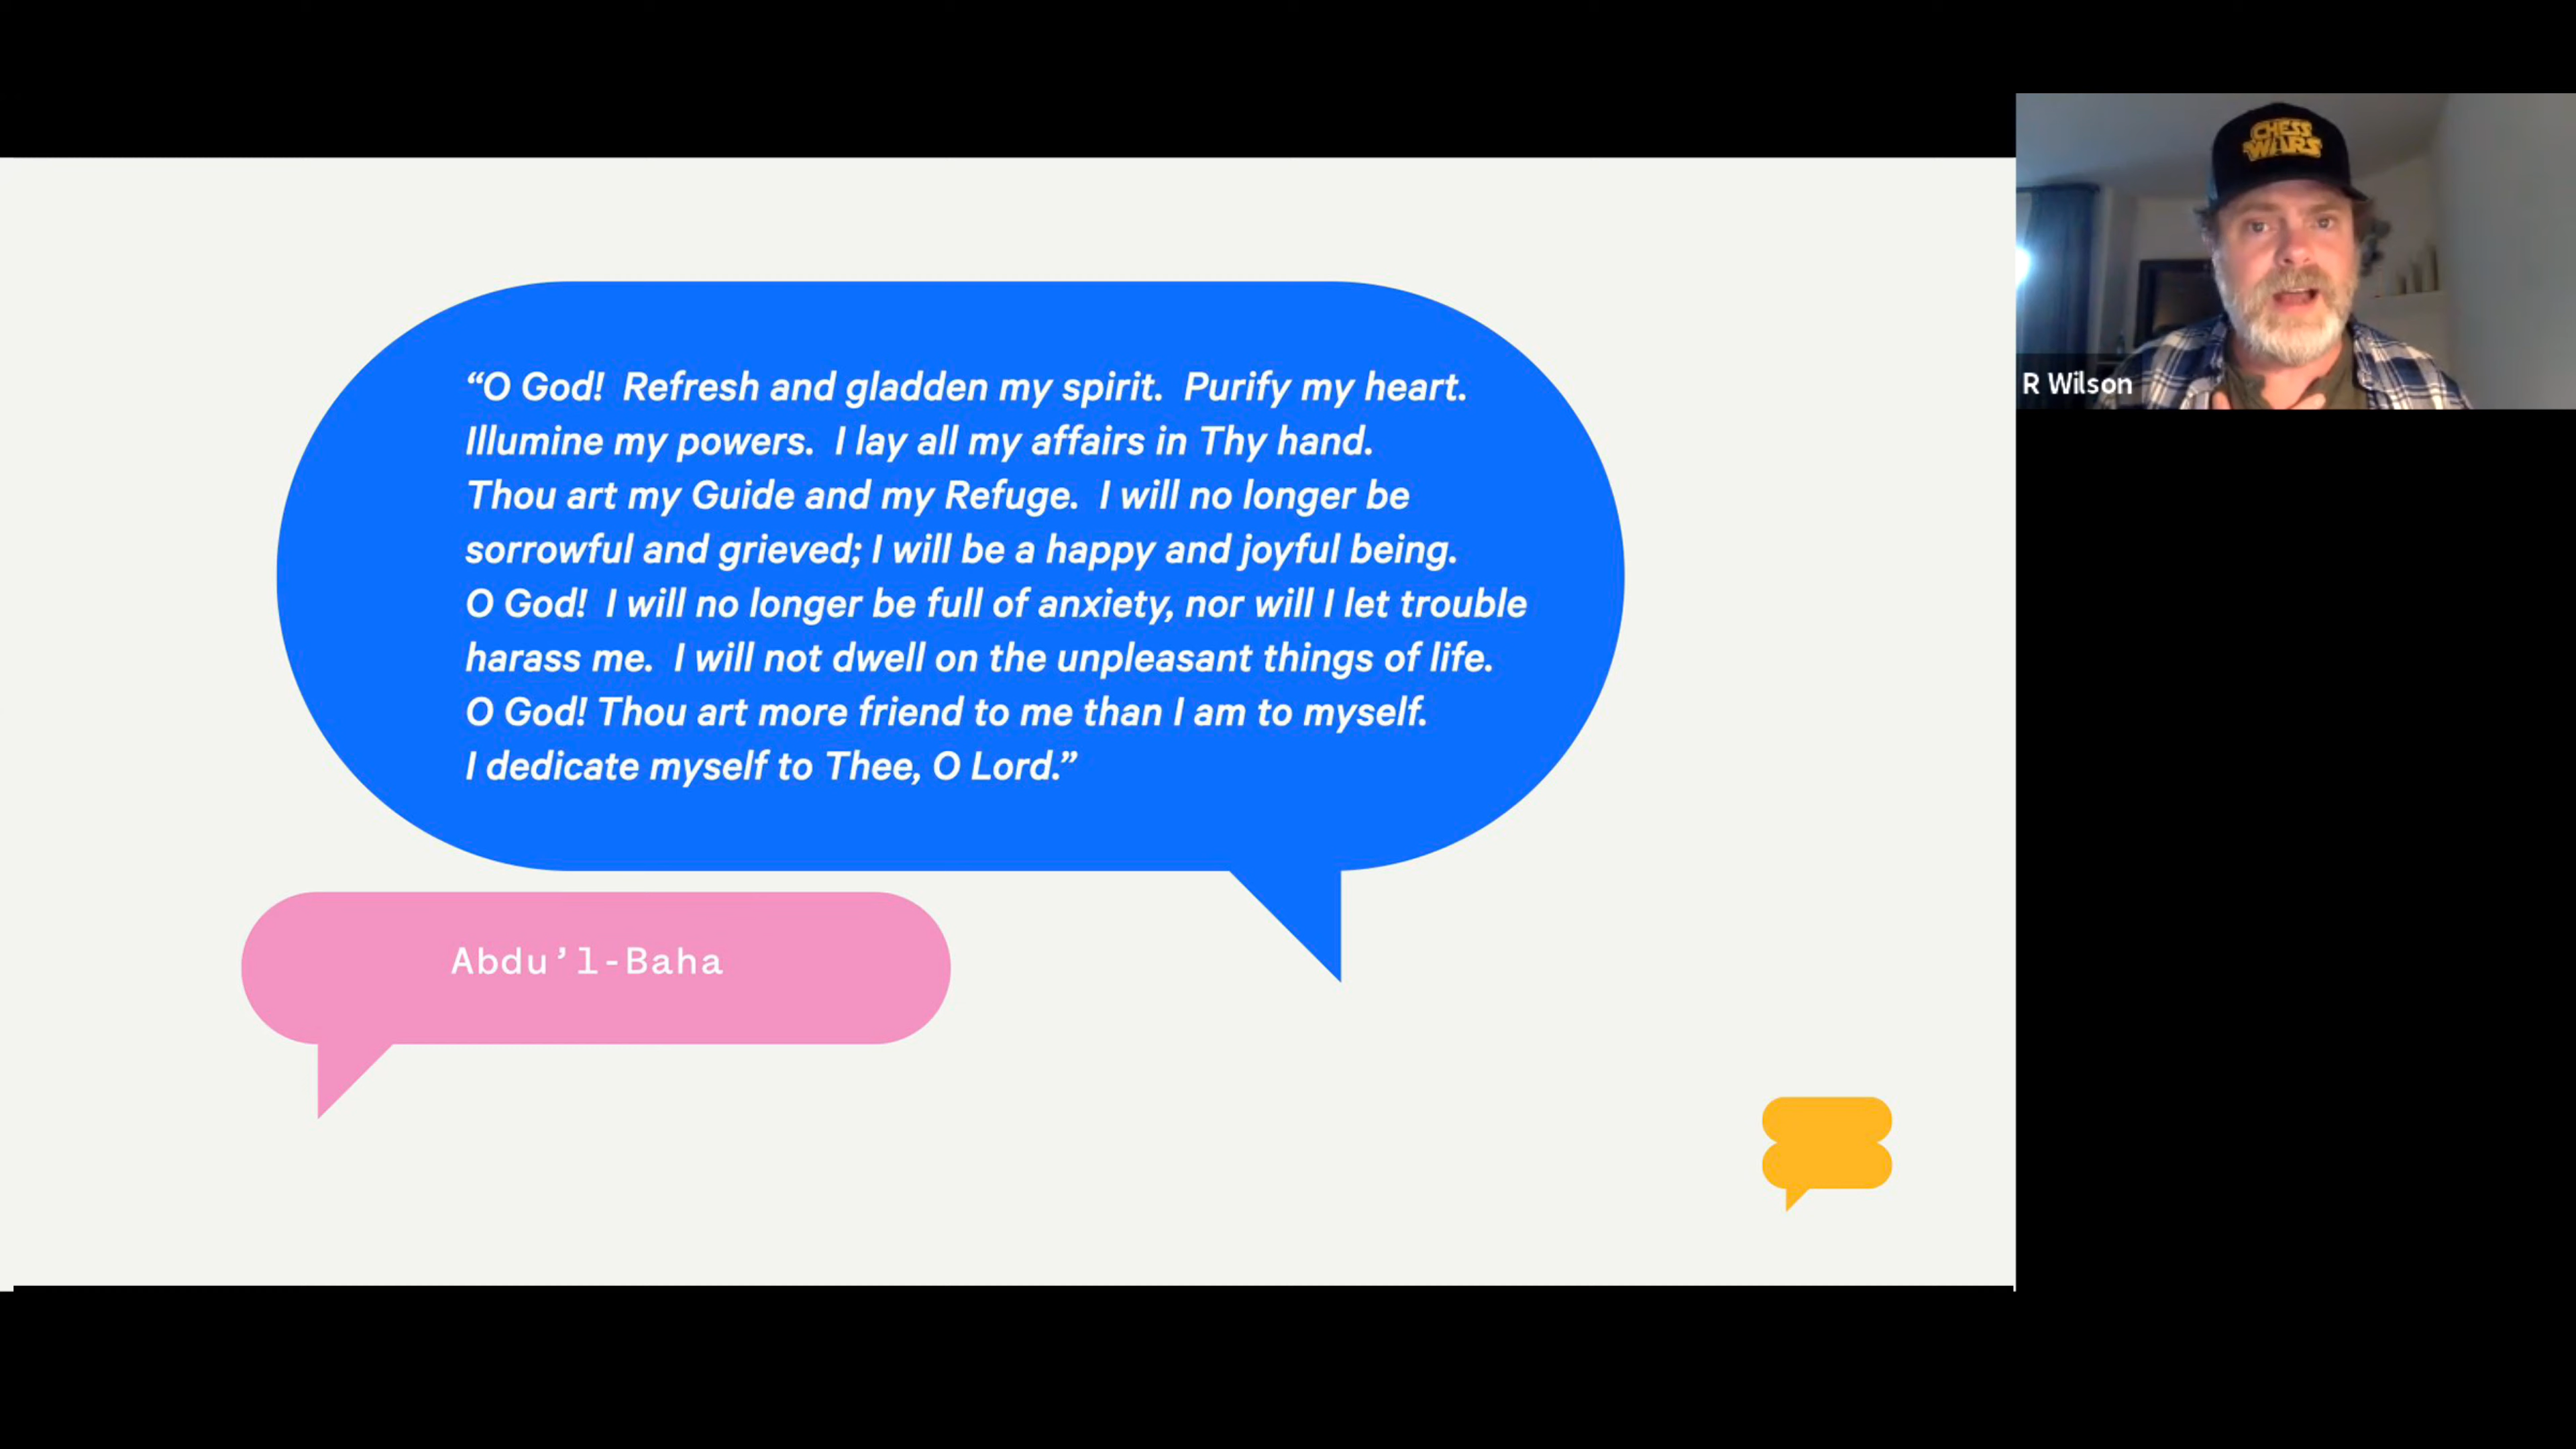 “O God!  Refresh and gladden my spirit.  Purify my heart.
Illumine my powers.  I lay all my affairs in Thy hand.
Thou art my Guide and my Refuge.  I will no longer be
sorrowful and grieved; I will be a happy and joyful being.
O God!  I will no longer be full of anxiety, nor will I let trouble
harass me.  I will not dwell on the unpleasant things of life.
O God! Thou art more friend to me than I am to myself.
I dedicate myself to Thee, O Lord.”
Abdu’l-Baha
CHESS
WARS
R Wilson